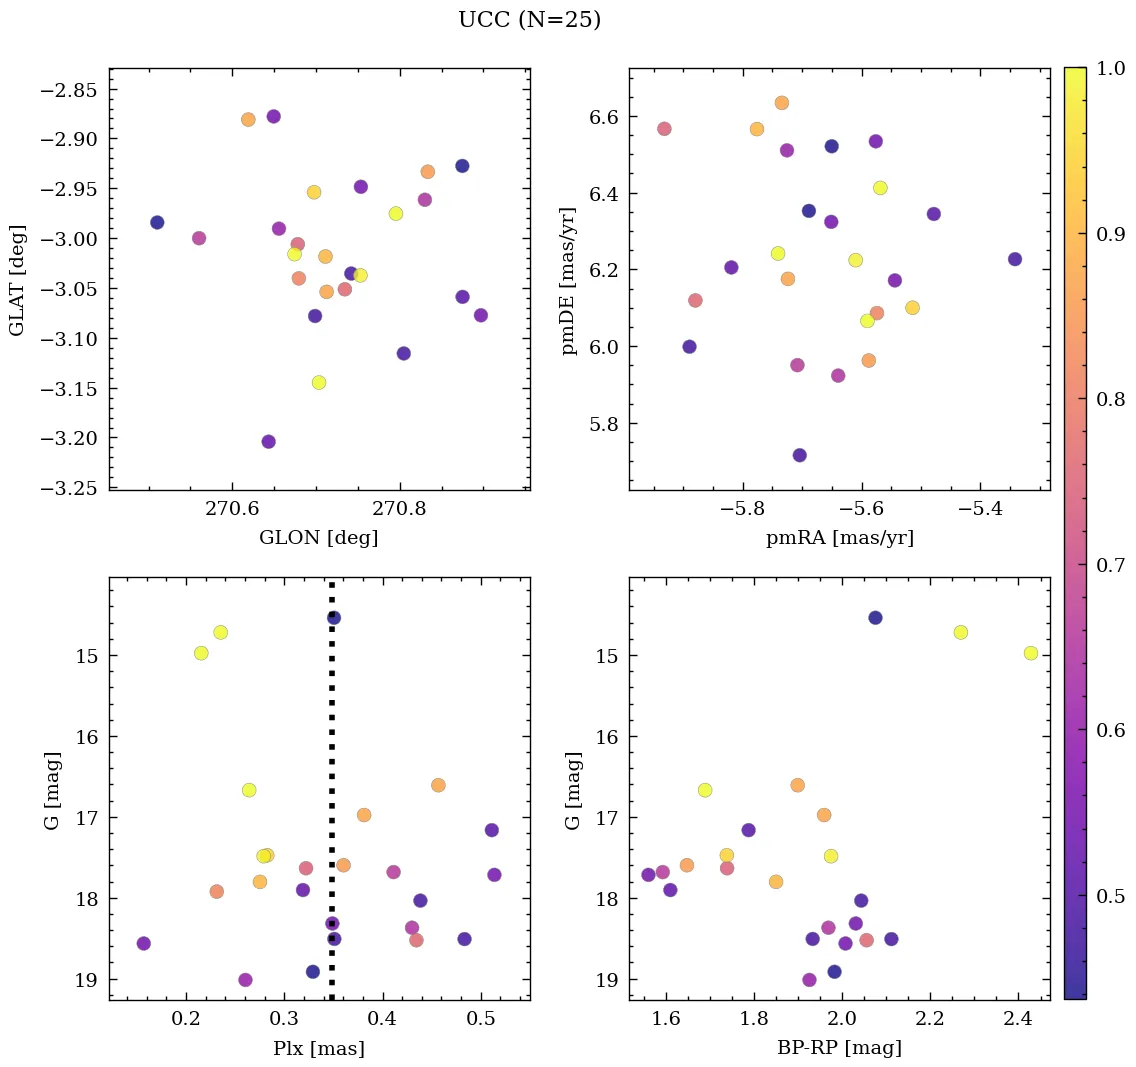 UCC (N=25)
−2.85
−2.90
−2.95
−3.00
−3.05
−3.10
−3.15
−3.20
−3.25
GLAT [deg]
270.6 270.8
GLON [deg]
6.6
6.4
6.2
6.0
5.8
pmDE [mas/yr]
−5.8 −5.6 −5.4
pmRA [mas/yr]
1.0
0.9
0.8
0.7
0.6
0.5
15
16
17
18
19
G [mag]
0.2 0.3 0.4 0.5
Plx [mas]
15
16
17
18
19
G [mag]
1.6 1.8 2.0 2.2 2.4
BP-RP [mag]